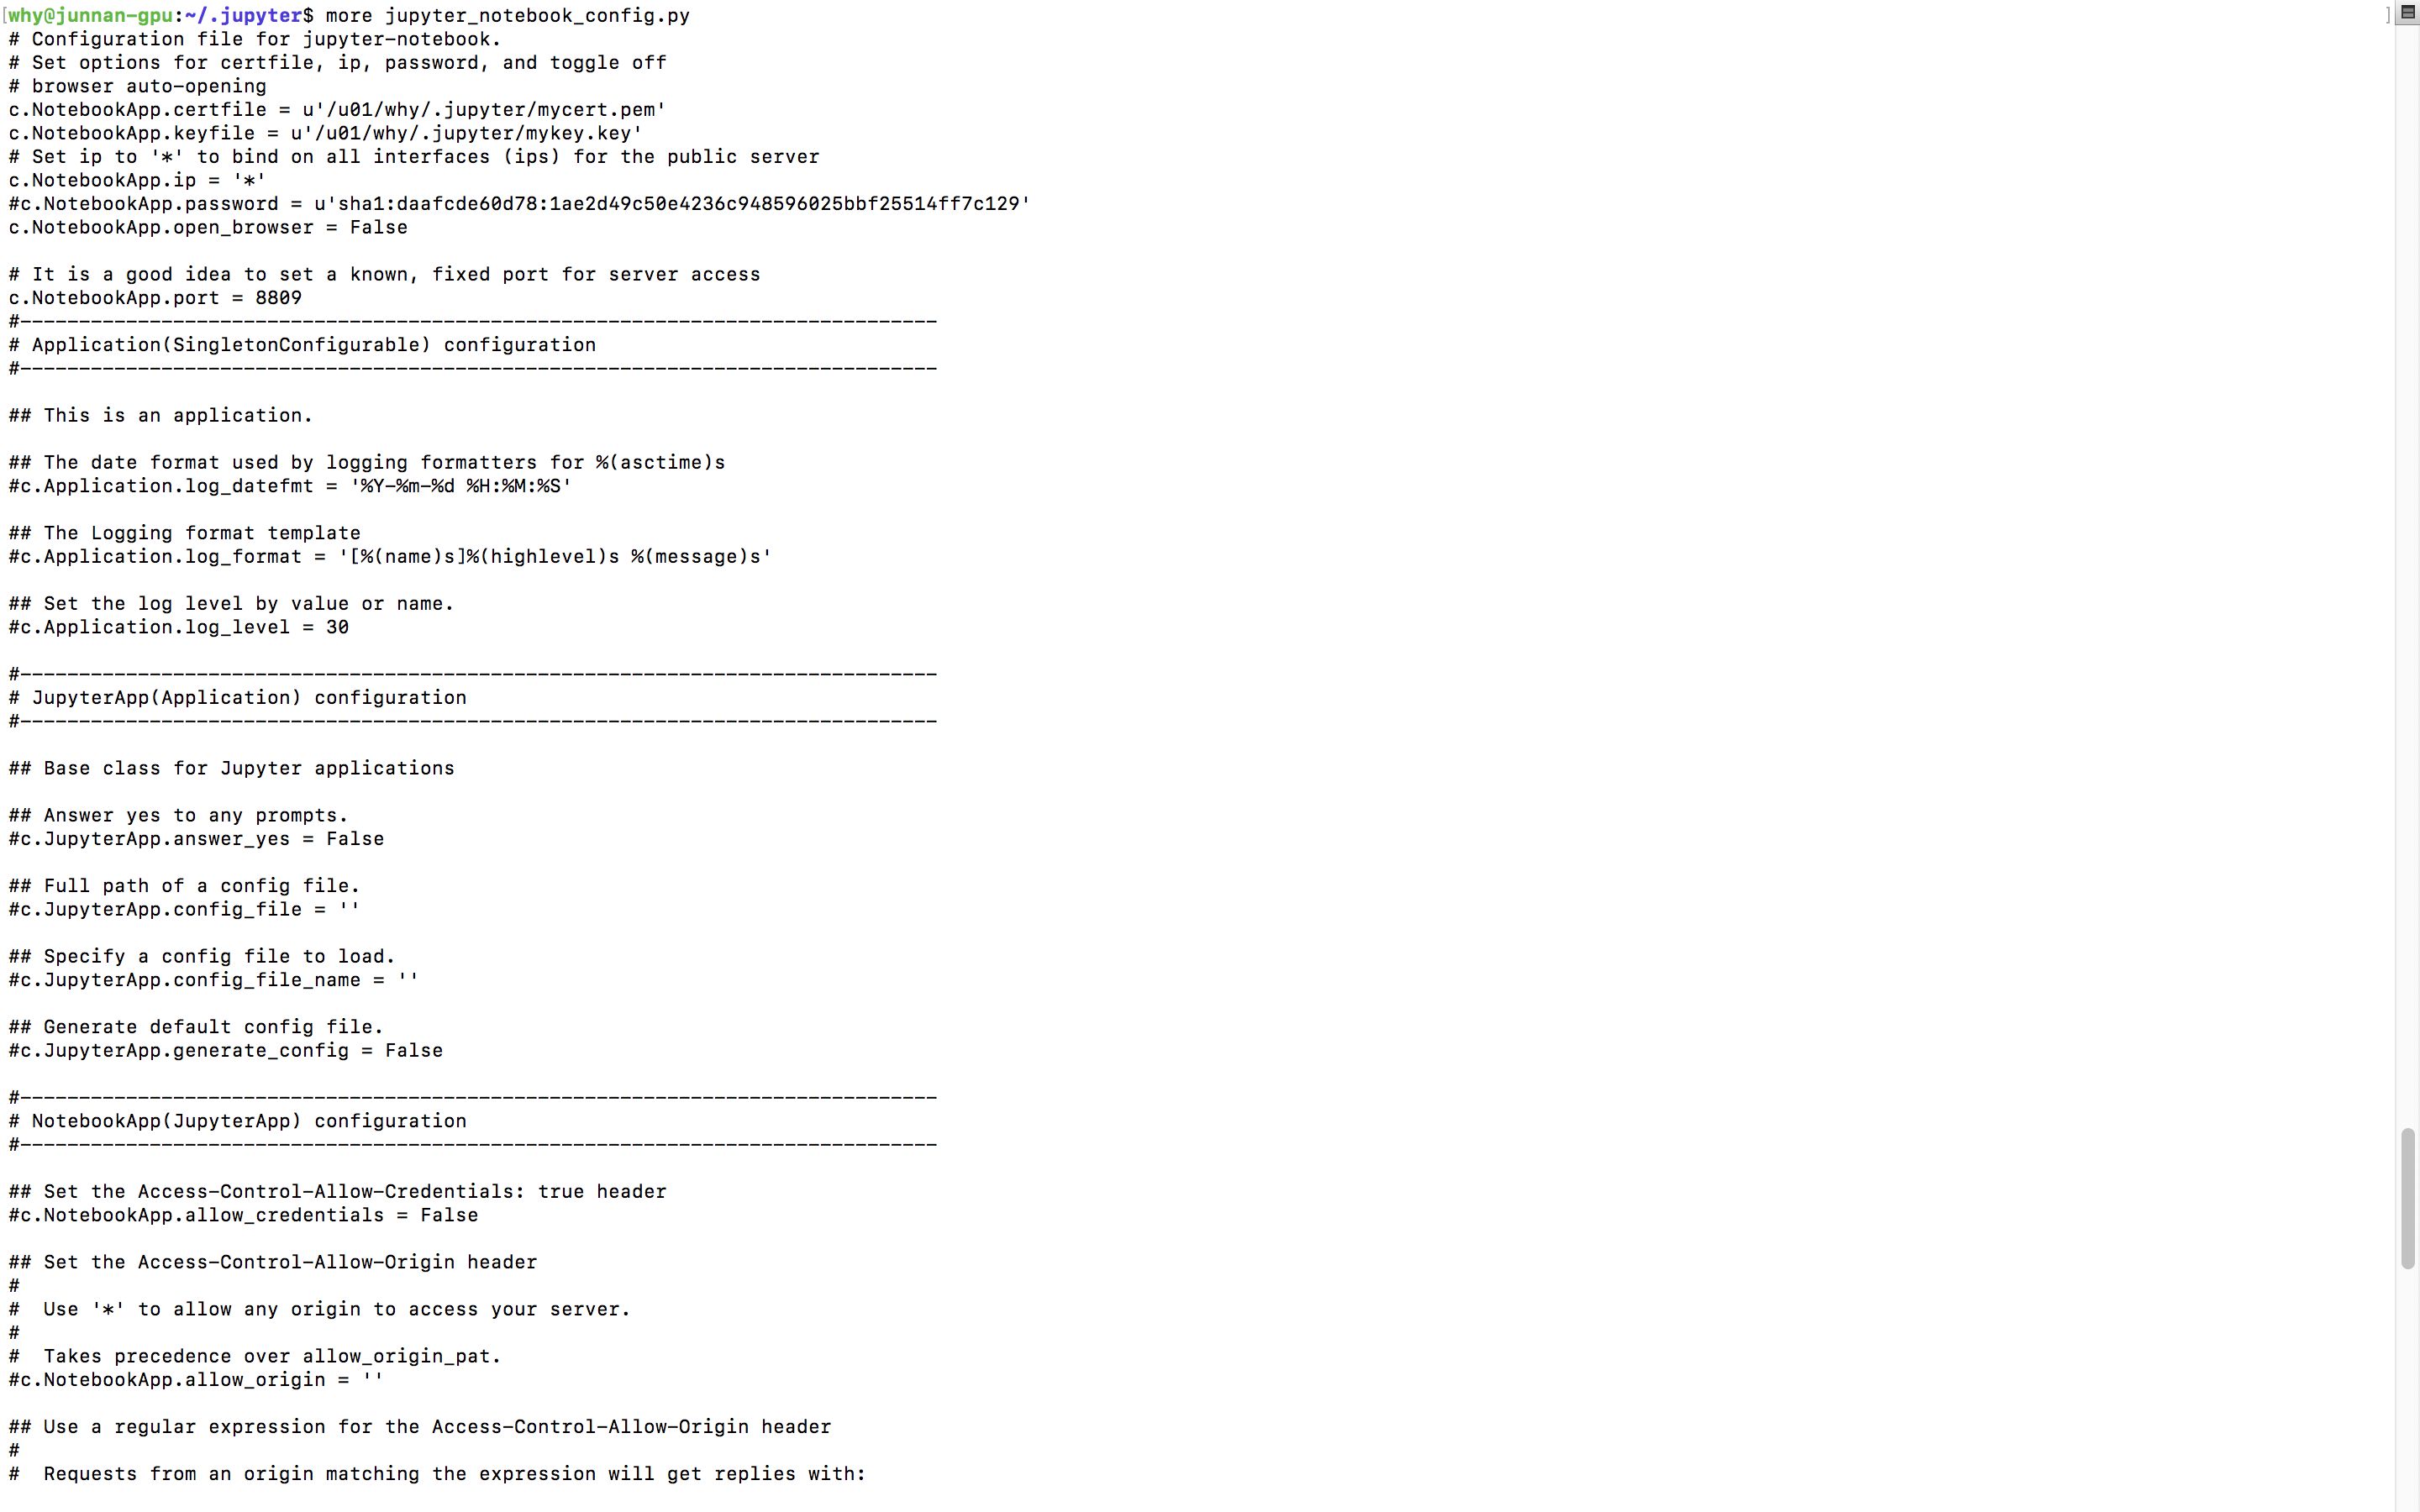 [why@junnan-gpu:~/.jupyter$ more jupyter_notebook_config.py ]
# Configuration file for jupyter-notebook.
# Set options for certfile, ip, password, and toggle off
# browser auto-opening
c.NotebookApp.certfile = u'/u01/why/.jupyter/mycert.pem'
c.NotebookApp.keyfile = u'/u01/why/.jupyter/mykey.key'
# Set ip to '*' to bind on all interfaces (ips) for the public server
c.NotebookApp.ip = '*'
#c.NotebookApp.password = u'sha1:daafcde60d78:1ae2d49c50e4236c948596025bbf25514ff7c129'
c.NotebookApp.open_browser = False

# It is a good idea to set a known, fixed port for server access
c.NotebookApp.port = 8809
#------------------------------------------------------------------------------
# Application(SingletonConfigurable) configuration
#------------------------------------------------------------------------------

## This is an application.

## The date format used by logging formatters for %(asctime)s
#c.Application.log_datefmt = '%Y-%m-%d %H:%M:%S'

## The Logging format template
#c.Application.log_format = '[%(name)s]%(highlevel)s %(message)s'

## Set the log level by value or name.
#c.Application.log_level = 30

#------------------------------------------------------------------------------
# JupyterApp(Application) configuration
#------------------------------------------------------------------------------

## Base class for Jupyter applications

## Answer yes to any prompts.
#c.JupyterApp.answer_yes = False

## Full path of a config file.
#c.JupyterApp.config_file = ''

## Specify a config file to load.
#c.JupyterApp.config_file_name = ''

## Generate default config file.
#c.JupyterApp.generate_config = False

#------------------------------------------------------------------------------
# NotebookApp(JupyterApp) configuration
#------------------------------------------------------------------------------

## Set the Access-Control-Allow-Credentials: true header
#c.NotebookApp.allow_credentials = False

## Set the Access-Control-Allow-Origin header
#
#  Use '*' to allow any origin to access your server.
#
#  Takes precedence over allow_origin_pat.
#c.NotebookApp.allow_origin = ''

## Use a regular expression for the Access-Control-Allow-Origin header
#
#  Requests from an origin matching the expression will get replies with: